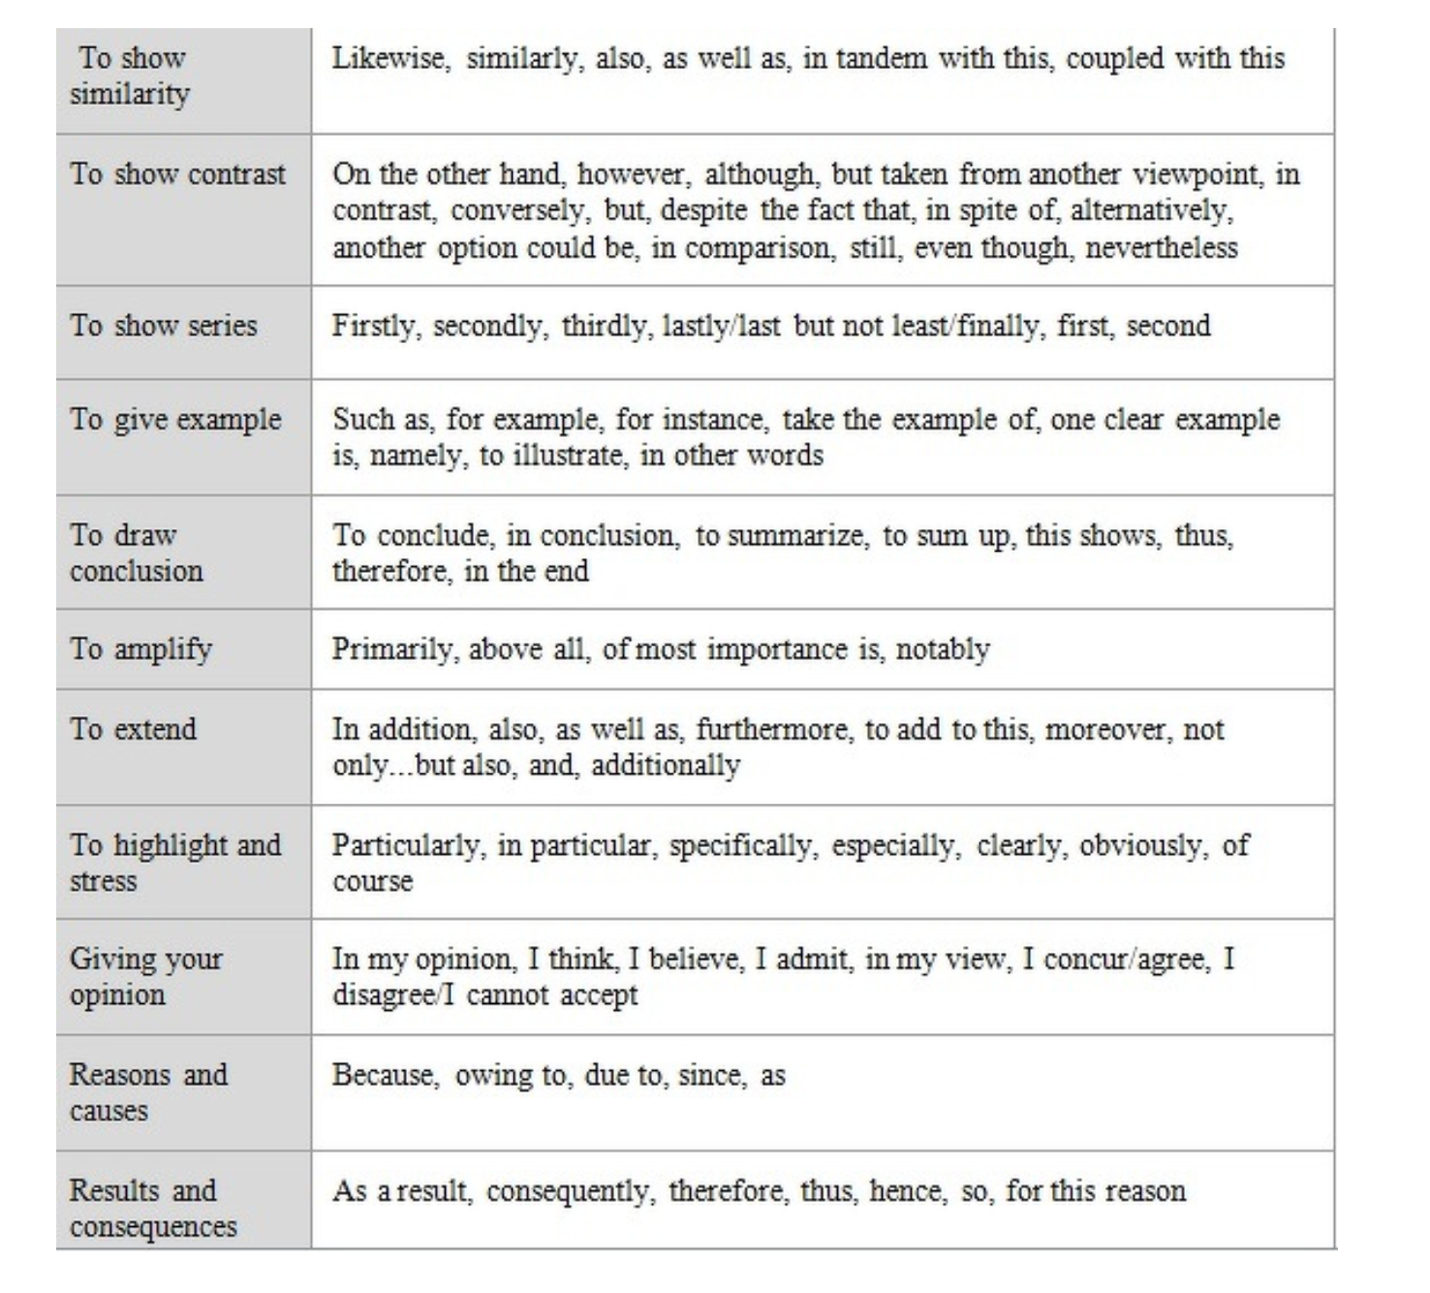 To show
similarity
Likewise, similarly, also, as well as, in tandem with this, coupled with this
To show contrast
On the other hand, however, although, but taken from another viewpoint, in
contrast, conversely, but, despite the fact that, in spite of, alternatively,
another option could be, in comparison, still, even though, nevertheless
To show series
Firstly, secondly, thirdly, lastly/last but not least/finally, first, second
To give example
Such as, for example, for instance, take the example of, one clear example
is, namely, to illustrate, in other words
To draw
conclusion
To conclude, in conclusion, to summarize, to sum up, this shows, thus,
therefore, in the end
To amplify
Primarily, above all, of most importance is, notably
To extend
In addition, also, as well as, furthermore, to add to this, moreover, not
only...but also, and, additionally
To highlight and
stress
Particularly, in particular, specifically, especially, clearly, obviously, of
course
Giving your
opinion
In my opinion, I think, I believe, I admit, in my view, I concur/agree, I
disagree/I cannot accept
Reasons and
causes
Because, owing to, due to, since, as
Results and
consequences
As a result, consequently, therefore, thus, hence, so, for this reason